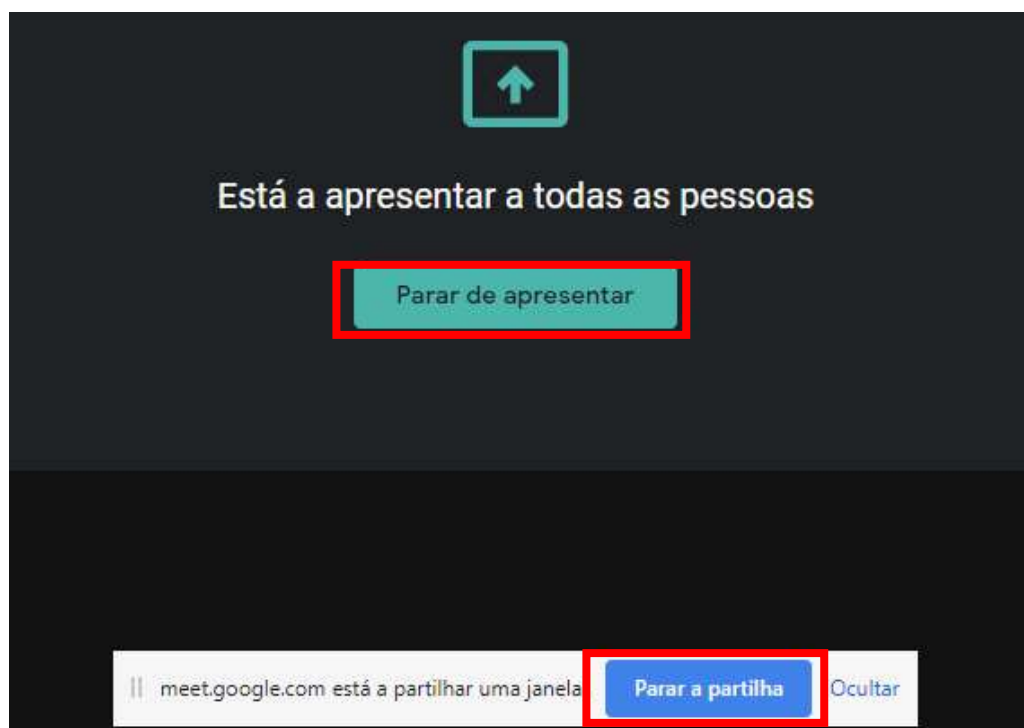 Está a apresentar a todas as pessoas
Parar de apresentar
meet.google.com está a partilhar uma janela Parar a partilha Ocultar